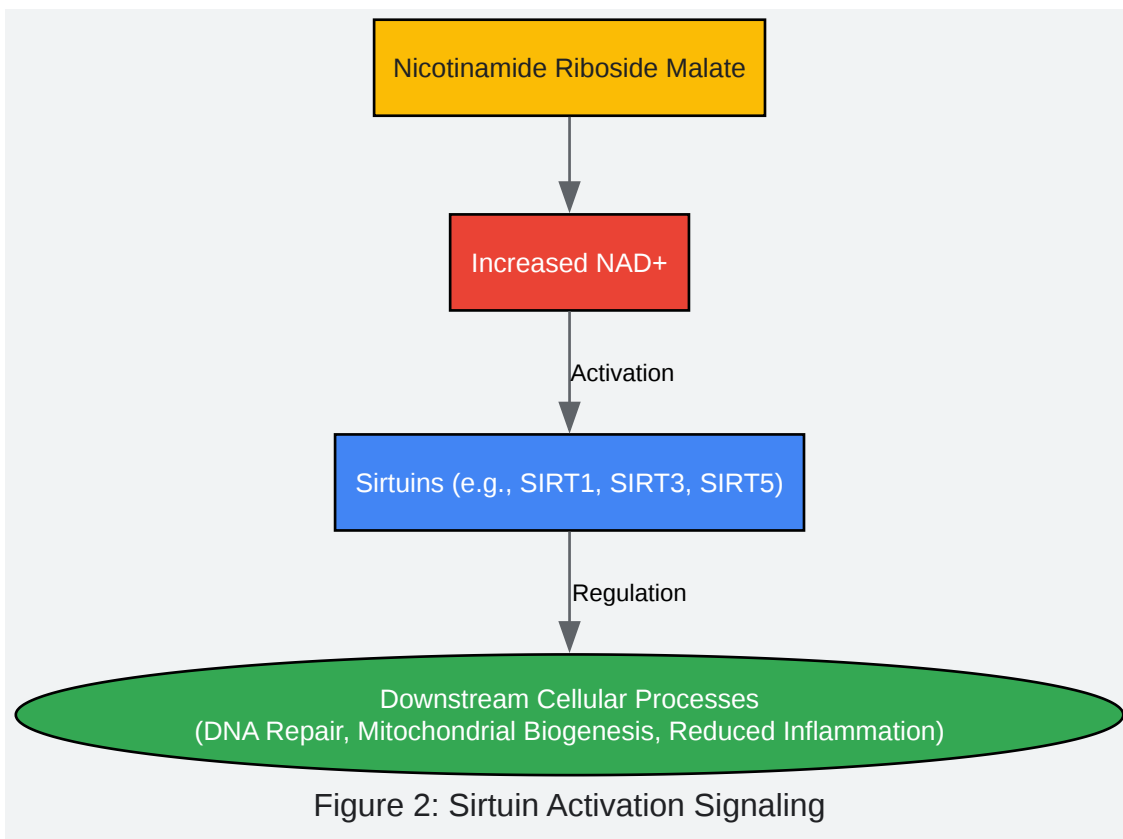 Nicotinamide Riboside Malate
Increased NAD+
Activation
Sirtuins (e.g., SIRT1, SIRT3, SIRT5)
Regulation
Downstream Cellular Processes
(DNA Repair, Mitochondrial Biogenesis, Reduced Inflammation)
Figure 2: Sirtuin Activation Signaling